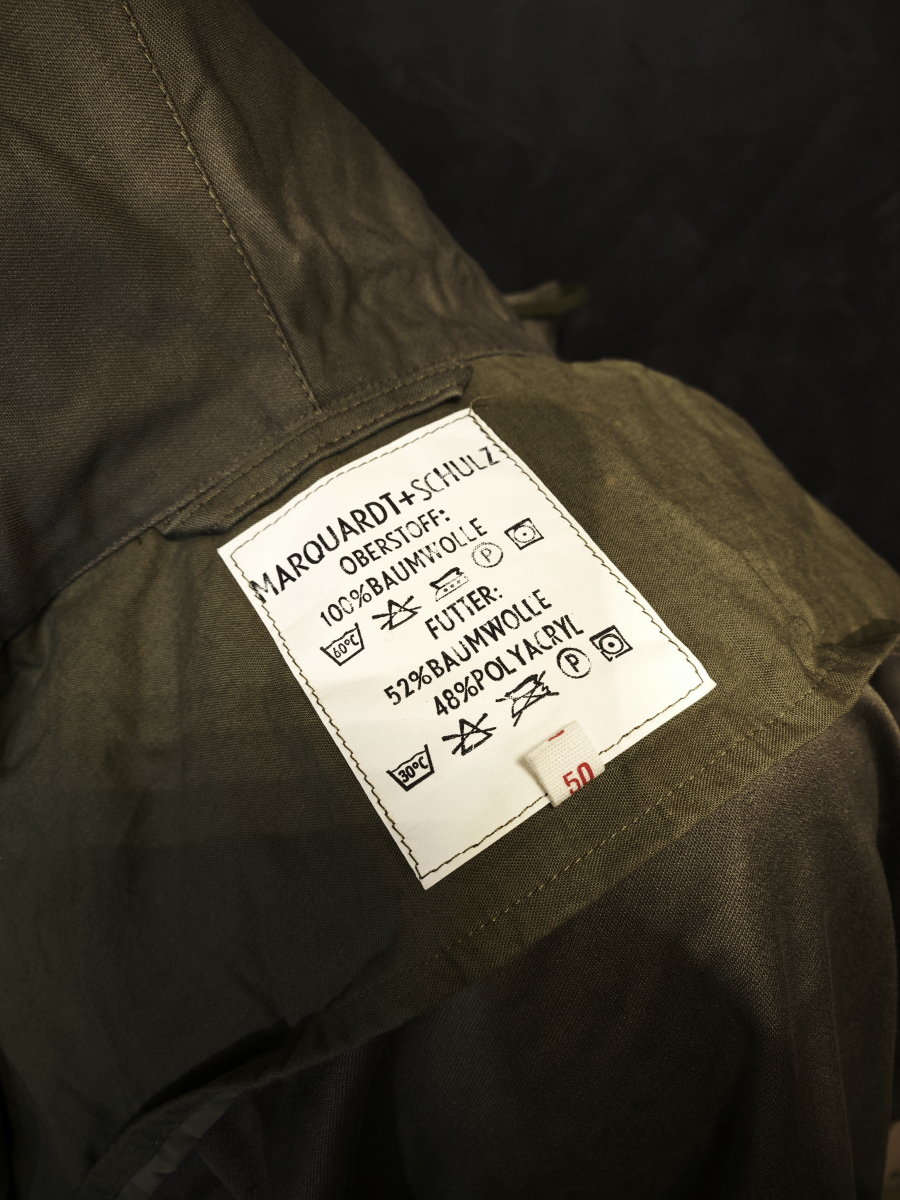 MARQUARDT+SCHULZ
OBERSTOFF:
100%BAUMWOLLE
60°C P
FUTTER:
52%BAUMWOLLE
48%POLYACRYL
30°C P
50